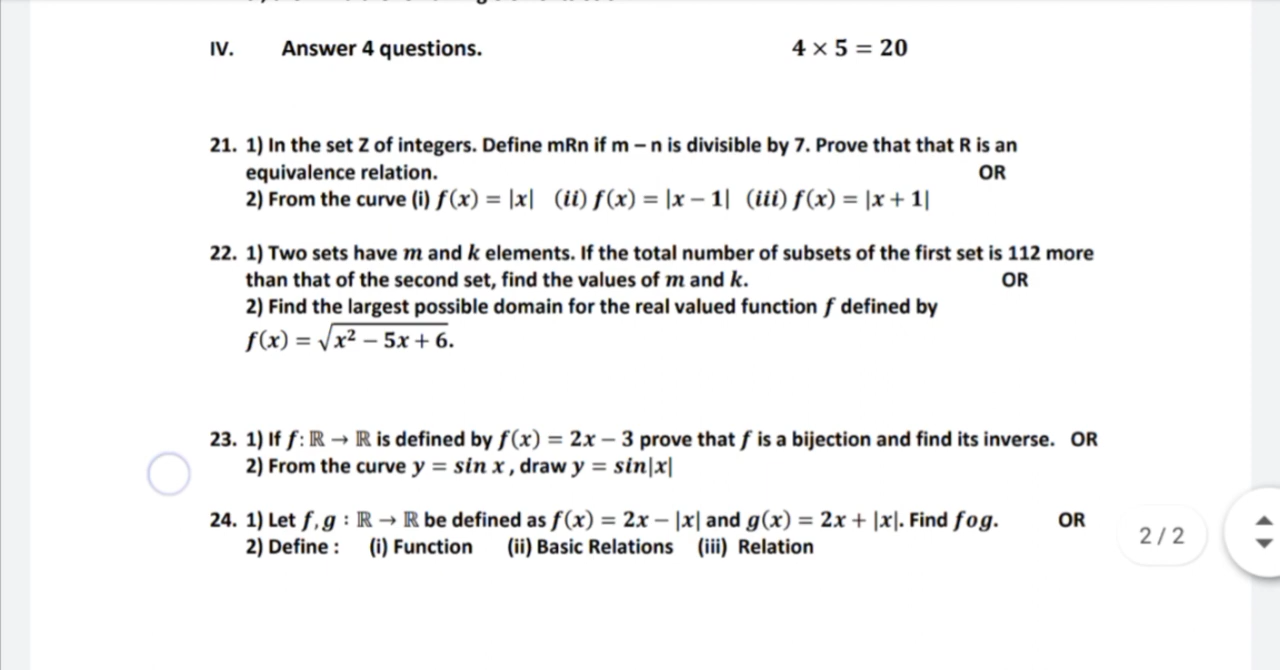 IV. Answer 4 questions. 4 × 5 = 20
21. 1) In the set Z of integers. Define mRn if m – n is divisible by 7. Prove that that R is an
equivalence relation. OR
2) From the curve (i) f(x) = |x| (ii) f(x) = |x – 1| (iii) f(x) = |x + 1|
22. 1) Two sets have m and k elements. If the total number of subsets of the first set is 112 more
than that of the second set, find the values of m and k. OR
2) Find the largest possible domain for the real valued function f defined by
f(x) = √x² – 5x + 6.
23. 1) If f: ℝ → ℝ is defined by f(x) = 2x – 3 prove that f is a bijection and find its inverse. OR
2) From the curve y = sin x , draw y = sin|x|
24. 1) Let f, g : ℝ → ℝ be defined as f(x) = 2x – |x| and g(x) = 2x + |x|. Find fog. OR
2) Define : (i) Function (ii) Basic Relations (iii) Relation
2 / 2